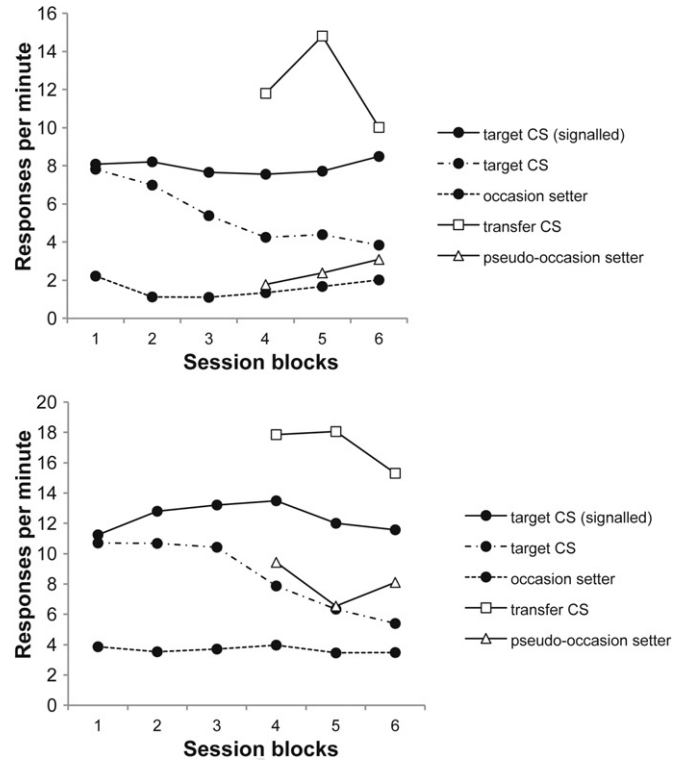 16
14
12
10
8
6
4
2
0
Responses per minute
1 2 3 4 5 6
Session blocks
target CS (signalled)
target CS
occasion setter
transfer CS
pseudo-occasion setter
20
18
16
14
12
10
8
6
4
2
0
Responses per minute
1 2 3 4 5 6
Session blocks
target CS (signalled)
target CS
occasion setter
transfer CS
pseudo-occasion setter